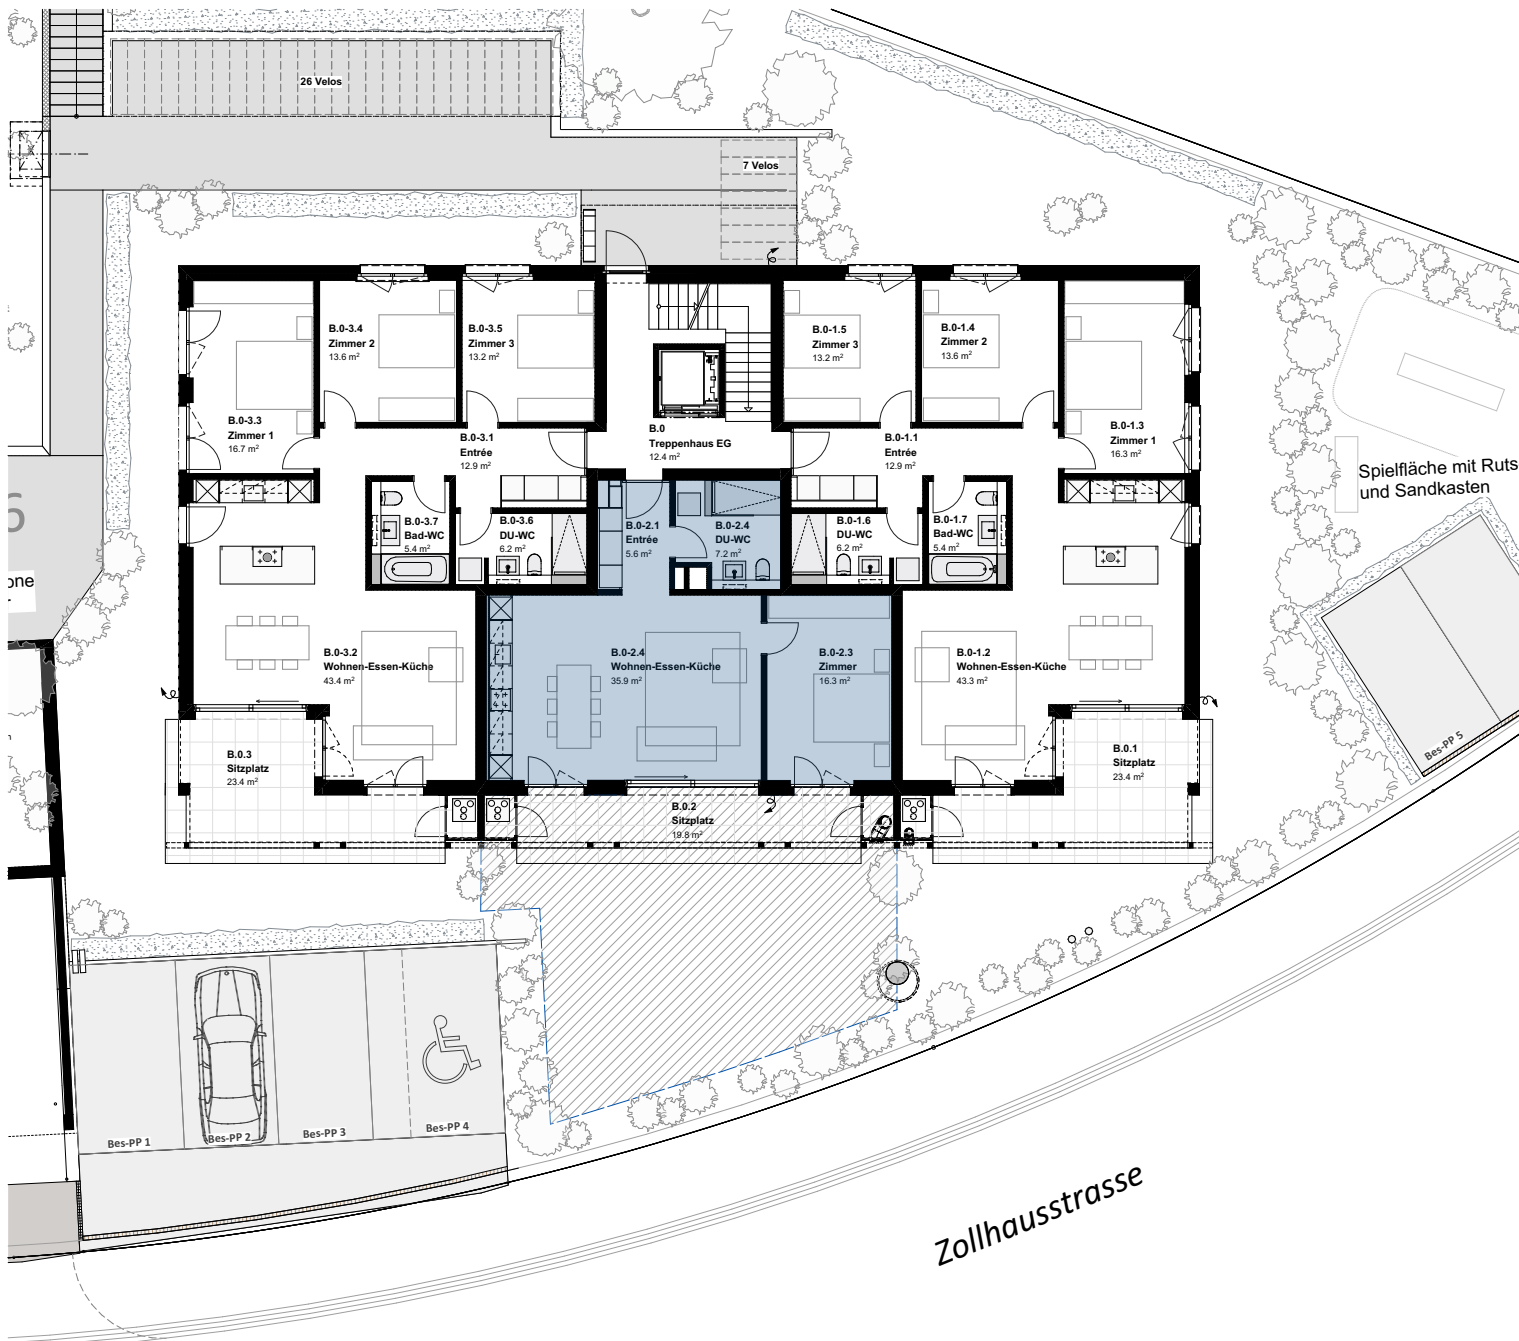 26 Velos
7 Velos
B.0-3.4
Zimmer 2
13.6 m²
B.0-3.5
Zimmer 3
13.2 m²
B.0-1.5
Zimmer 3
13.2 m²
B.0-1.4
Zimmer 2
13.6 m²
B.0-3.3
Zimmer 1
16.7 m²
B.0-3.1
Entrée
12.9 m²
B.0
Treppenhaus EG
12.4 m²
B.0-1.1
Entrée
12.9 m²
B.0-1.3
Zimmer 1
16.3 m²
Spielfläche mit Ruts
und Sandkasten
6
B.0-3.7
Bad-WC
5.4 m²
B.0-3.6
DU-WC
6.2 m²
B.0-2.1
Entrée
5.6 m²
B.0-2.4
DU-WC
7.2 m²
B.0-1.6
DU-WC
6.2 m²
B.0-1.7
Bad-WC
5.4 m²
one
B.0-3.2
Wohnen-Essen-Küche
43.4 m²
B.0-2.4
Wohnen-Essen-Küche
35.9 m²
B.0-2.3
Zimmer
16.3 m²
B.0-1.2
Wohnen-Essen-Küche
43.3 m²
B.0.3
Sitzplatz
23.4 m²
B.0.2
Sitzplatz
19.8 m²
B.0.1
Sitzplatz
23.4 m²
Bes-PP 5
Bes-PP 1
Bes-PP 2
Bes-PP 3
Bes-PP 4
Zollhausstrasse